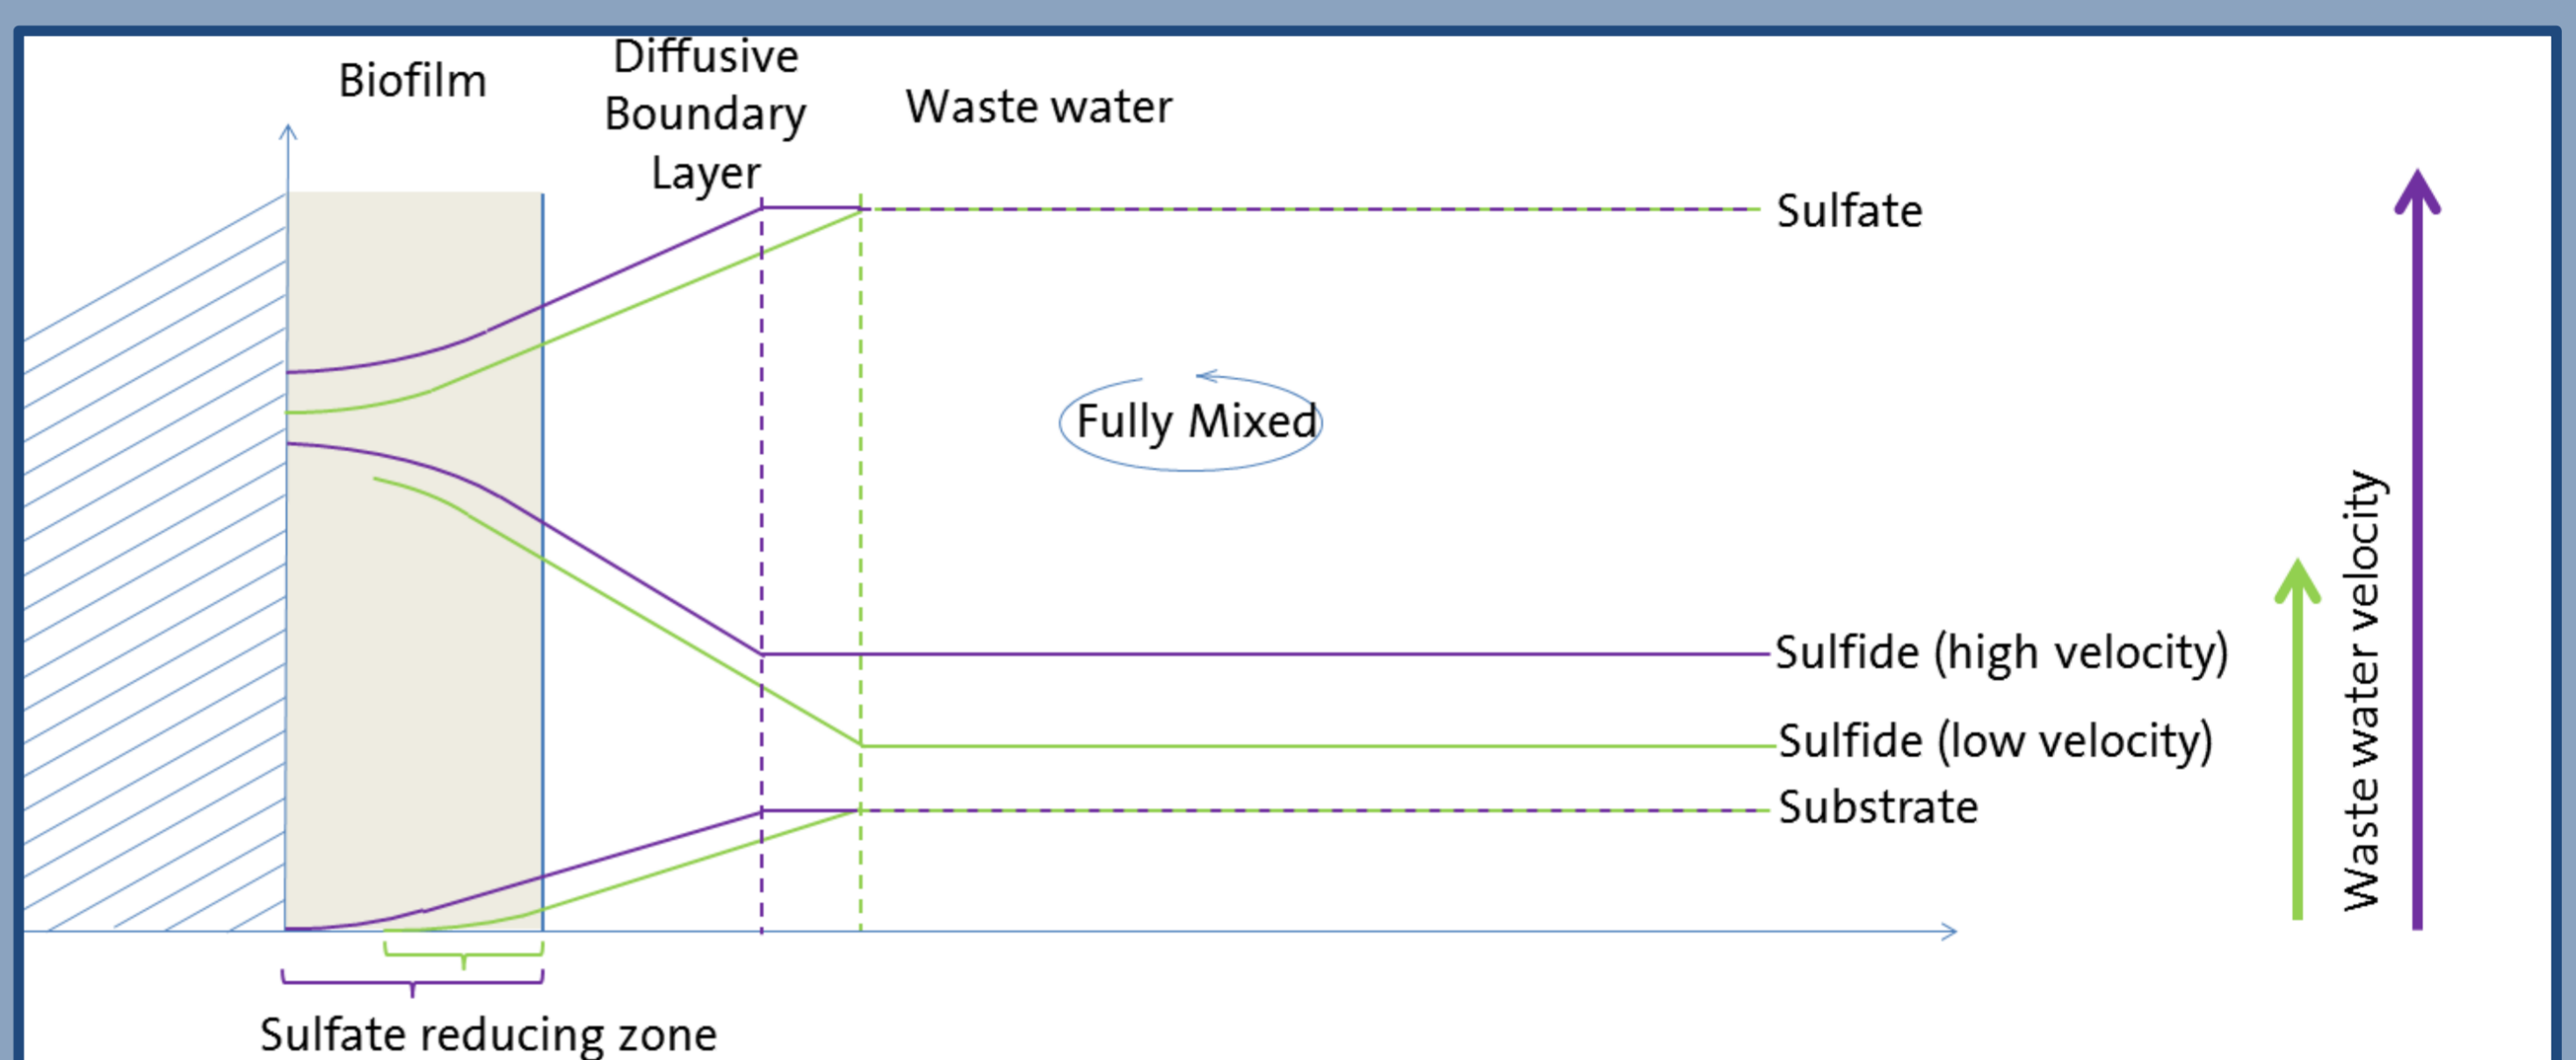 Biofilm
Diffusive
Boundary
Layer
Waste water
Sulfate
Fully Mixed
Sulfide (high velocity)
Sulfide (low velocity)
Substrate
Waste water velocity
Sulfate reducing zone